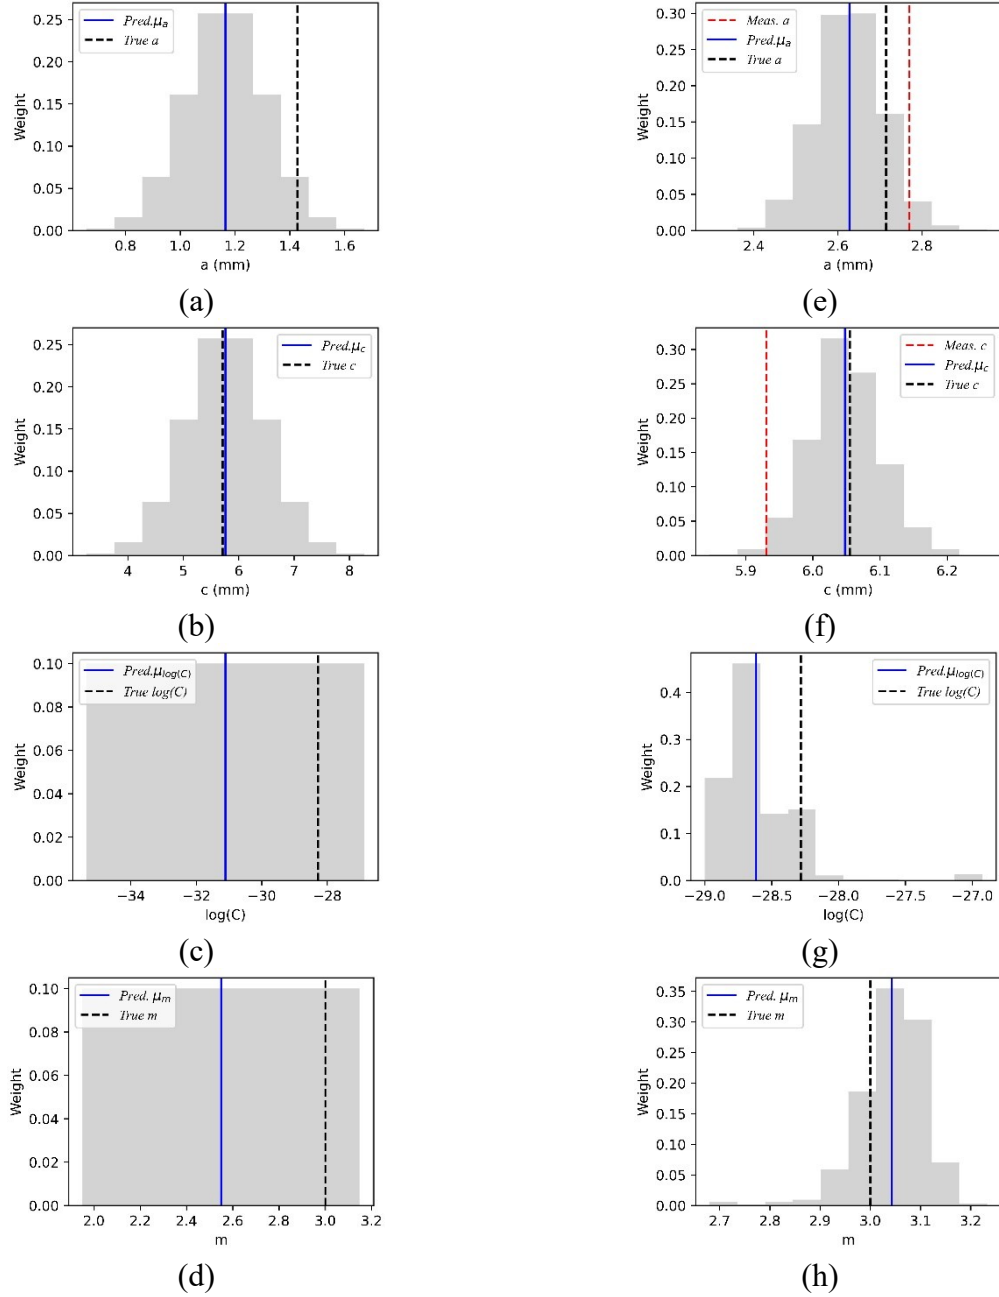 Pred.μa
True a
Weight
0.25
0.20
0.15
0.10
0.05
0.00
0.8 1.0 1.2 1.4 1.6
a (mm)
(a)
Meas. a
Pred.μa
True a
Weight
0.30
0.25
0.20
0.15
0.10
0.05
0.00
2.4 2.6 2.8
a (mm)
(e)
Pred.μc
True c
Weight
0.25
0.20
0.15
0.10
0.05
0.00
4 5 6 7 8
c (mm)
(b)
Meas. c
Pred.μc
True c
Weight
0.30
0.25
0.20
0.15
0.10
0.05
0.00
5.9 6.0 6.1 6.2
c (mm)
(f)
Pred.μlog(C)
True log(C)
Weight
0.10
0.08
0.06
0.04
0.02
0.00
−34 −32 −30 −28
log(C)
(c)
Pred.μlog(C)
True log(C)
Weight
0.4
0.3
0.2
0.1
0.0
−29.0 −28.5 −28.0 −27.5 −27.0
log(C)
(g)
Pred. μm
True m
Weight
0.10
0.08
0.06
0.04
0.02
0.00
2.0 2.2 2.4 2.6 2.8 3.0 3.2
m
(d)
Pred. μm
True m
Weight
0.35
0.30
0.25
0.20
0.15
0.10
0.05
0.00
2.7 2.8 2.9 3.0 3.1 3.2
m
(h)